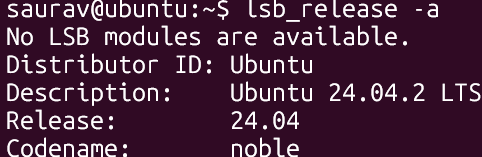 saurav@ubuntu:~$ lsb_release -a
No LSB modules are available.
Distributor ID: Ubuntu
Description:    Ubuntu 24.04.2 LTS
Release:        24.04
Codename:       noble